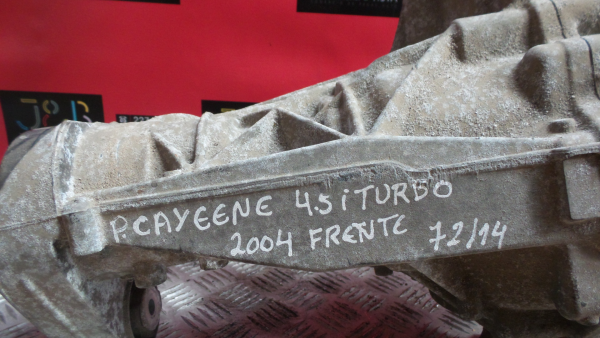 P.CAYEENE 4.5i TURBO
2004 FRENTE 72/14